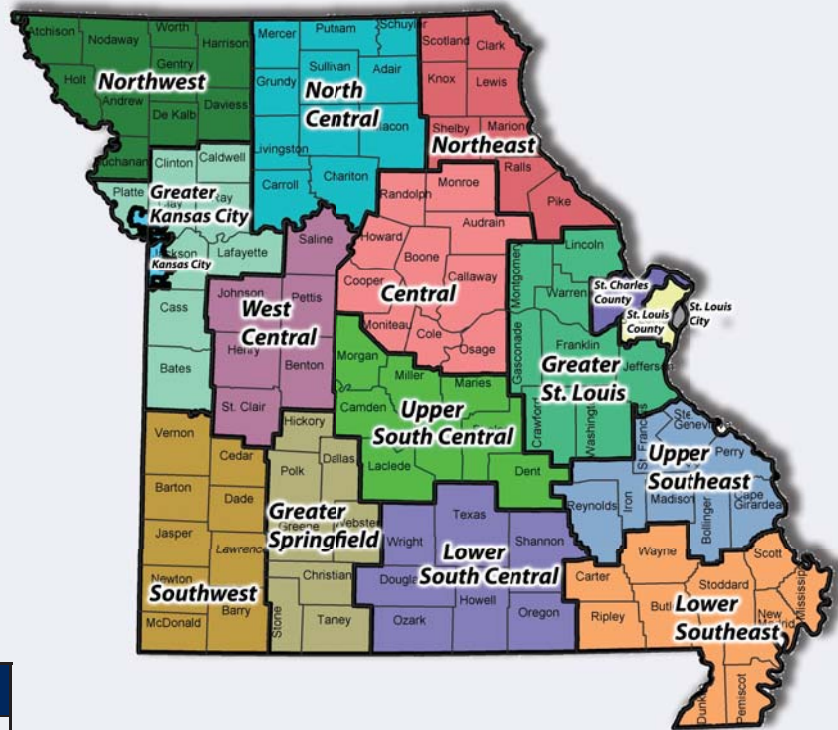 Atchison
Nodaway
Worth
Harrison
Gentry
Holt
Northwest
Andrew
De Kalb
Daviess
Mercer
Putnam
Schuyler
Sullivan
Adair
Grundy
North
Central
Livingston
Carroll
Chariton
Scotland
Clark
Knox
Lewis
Shelby
Marion
Northeast
Ralls
Pike
Clinton
Caldwell
Platte
Greater
Kansas City
Kansas City
Lafayette
Cass
Bates
Saline
Johnson
Pettis
West
Central
Henry
Benton
St. Clair
Randolph
Monroe
Audrain
Howard
Boone
Callaway
Cooper
Central
Moniteau
Cole
Osage
Montgomery
Lincoln
Warren
St. Charles
County
St. Louis
County
St. Louis
City
Franklin
Gasconade
Jefferson
Greater
St. Louis
Crawford
Washington
Morgan
Miller
Maries
Camden
Upper
South Central
Laclede
Dent
Hickory
Polk
Dallas
Greene
Webster
Greater
Springfield
Christian
Stone
Taney
Vernon
Cedar
Barton
Dade
Jasper
Lawrence
Newton
Southwest
Barry
McDonald
Texas
Wright
Shannon
Lower
South Central
Howell
Ozark
Oregon
St. Francois
Ste.
Perry
Upper
Southeast
Reynolds
Iron
Madison
Bollinger
Cape
Girardeau
Wayne
Scott
Carter
Stoddard
Mississippi
Ripley
Lower
Southeast
New
Pemiscot